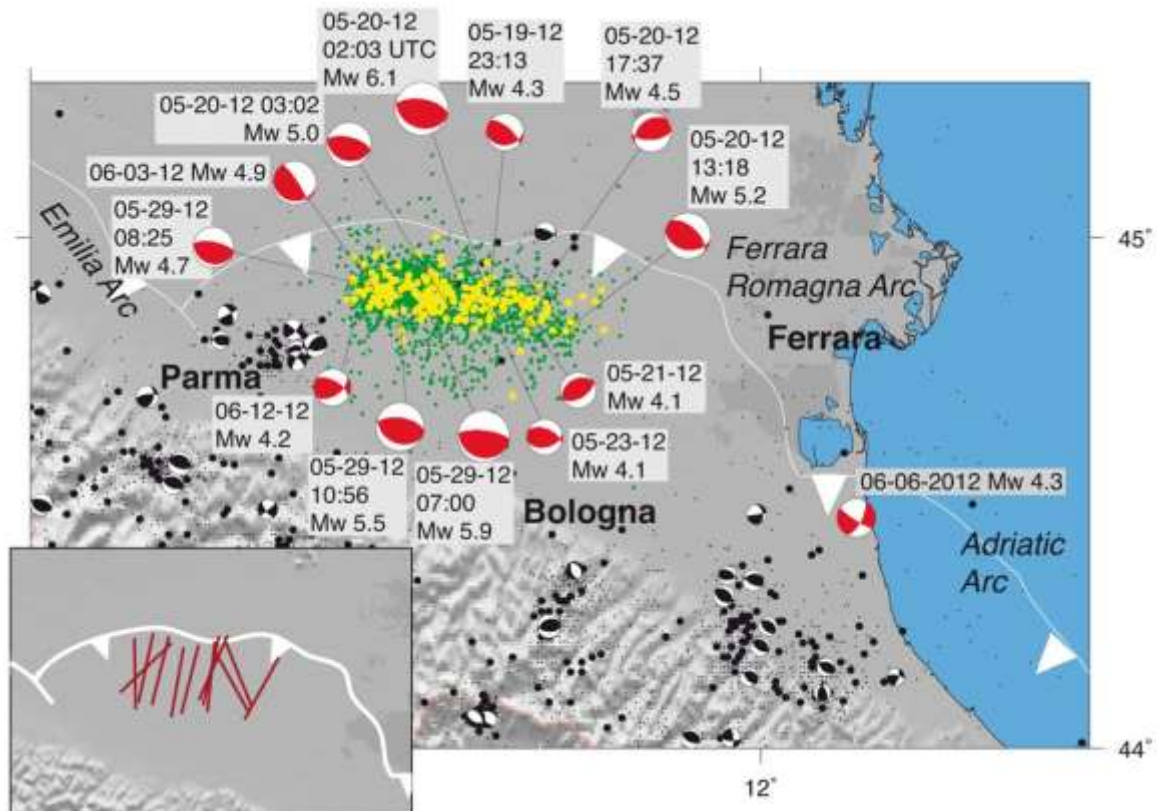 05-20-12
02:03 UTC
Mw 6.1
05-19-12
23:13
Mw 4.3
05-20-12
17:37
Mw 4.5
05-20-12 03:02
Mw 5.0
05-20-12
13:18
Mw 5.2
06-03-12 Mw 4.9
05-29-12
08:25
Mw 4.7
Emilia Arc
Ferrara
Romagna Arc
45°
Ferrara
Parma
05-21-12
Mw 4.1
06-12-12
Mw 4.2
05-23-12
Mw 4.1
05-29-12
10:56
Mw 5.5
05-29-12
07:00
Mw 5.9
Bologna
06-06-2012 Mw 4.3
Adriatic
Arc
44°
12°